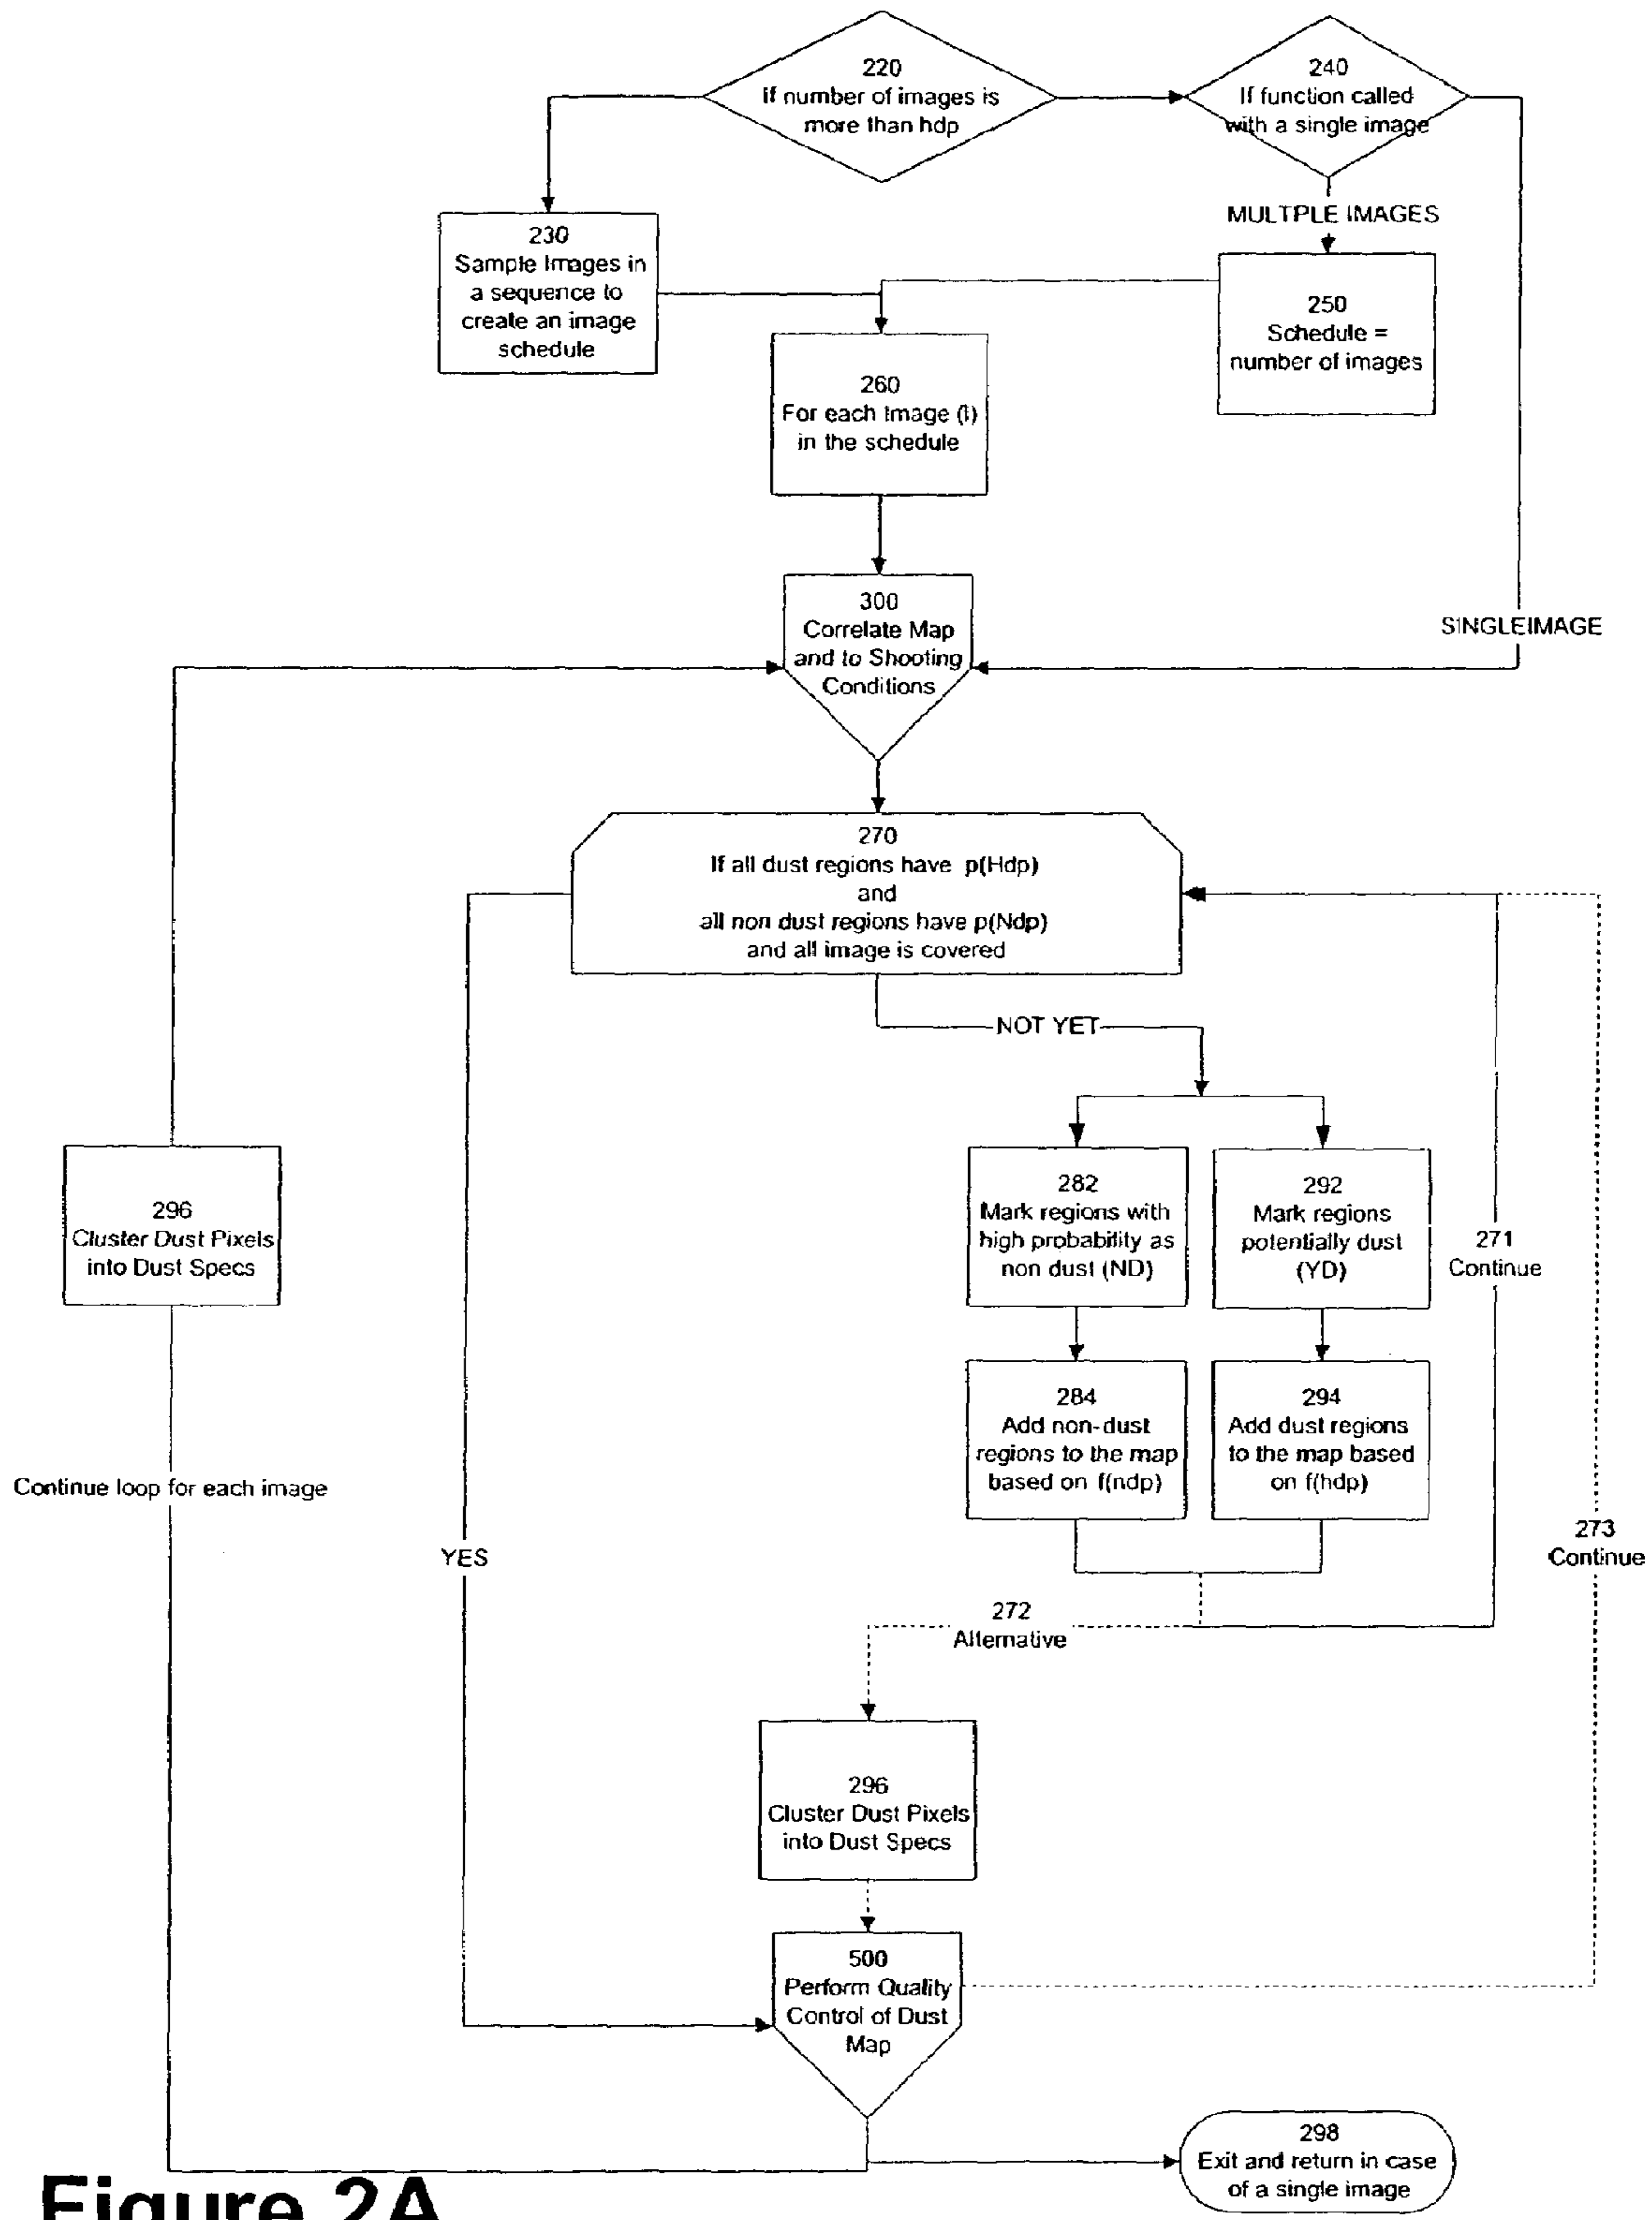 220
If number of images is
more than hdp
240
If function called
with a single image
MULTPLE IMAGES
230
Sample Images in
a sequence to
create an image
schedule
250
Schedule =
number of images
260
For each Image (I)
in the schedule
300
Correlate Map
and to Shooting
Conditions
SINGLEIMAGE
270
If all dust regions have p(Hdp)
and
all non dust regions have p(Ndp)
and all image is covered
NOT YET
296
Cluster Dust Pixels
into Dust Specs
282
Mark regions with
high probability as
non dust (ND)
292
Mark regions
potentially dust
(YD)
271
Continue
284
Add non-dust
regions to the map
based on f(ndp)
294
Add dust regions
to the map based
on f(hdp)
Continue loop for each image
YES
273
Continue
272
Alternative
296
Cluster Dust Pixels
into Dust Specs
500
Perform Quality
Control of Dust
Map
298
Exit and return in case
of a single image
Figure 2A